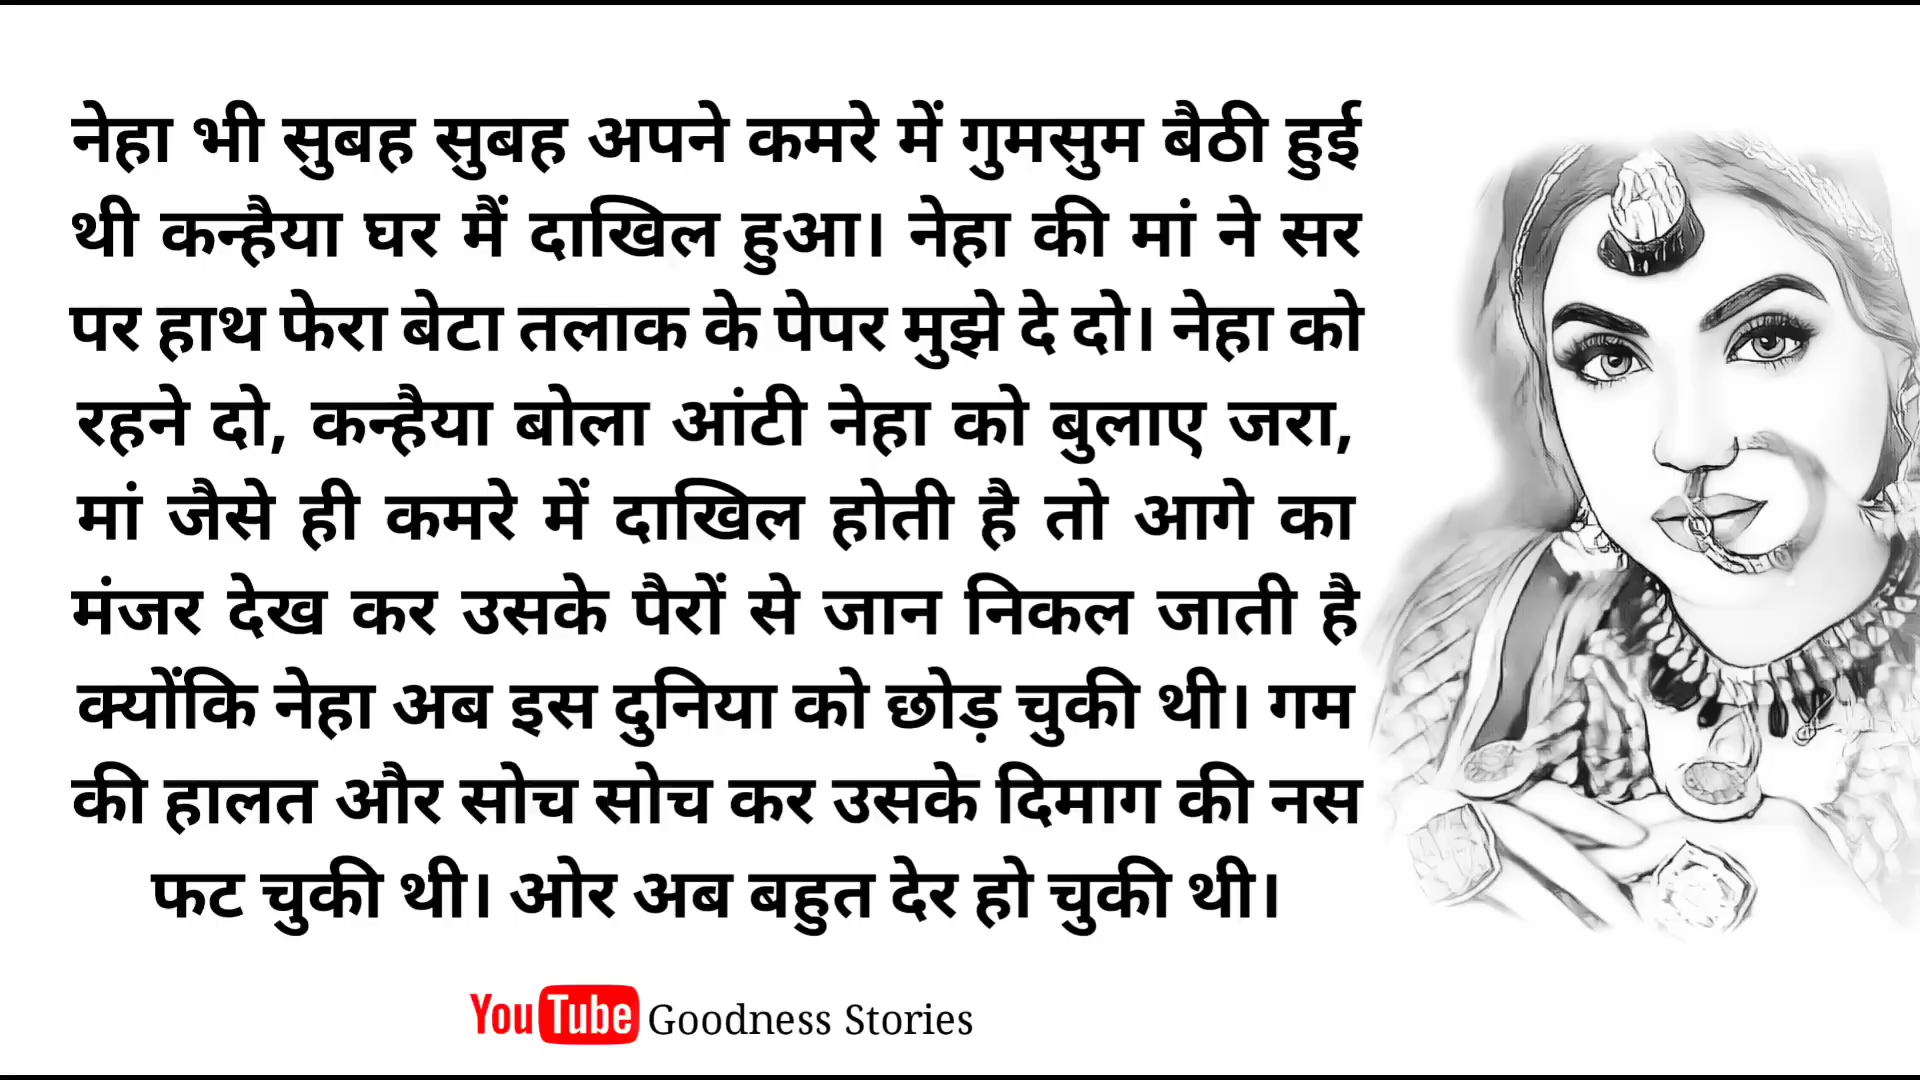 नेहा भी सुबह सुबह अपने कमरे में गुमसुम बैठी हुई
थी कन्हैया घर मैं दाखिल हुआ। नेहा की मां ने सर
पर हाथ फेरा बेटा तलाक के पेपर मुझे दे दो। नेहा को
रहने दो, कन्हैया बोला आंटी नेहा को बुलाए जरा,
मां जैसे ही कमरे में दाखिल होती है तो आगे का
मंजर देख कर उसके पैरों से जान निकल जाती है
क्योंकि नेहा अब इस दुनिया को छोड़ चुकी थी। गम
की हालत और सोच सोच कर उसके दिमाग की नस
फट चुकी थी। ओर अब बहुत देर हो चुकी थी।
YouTube Goodness Stories